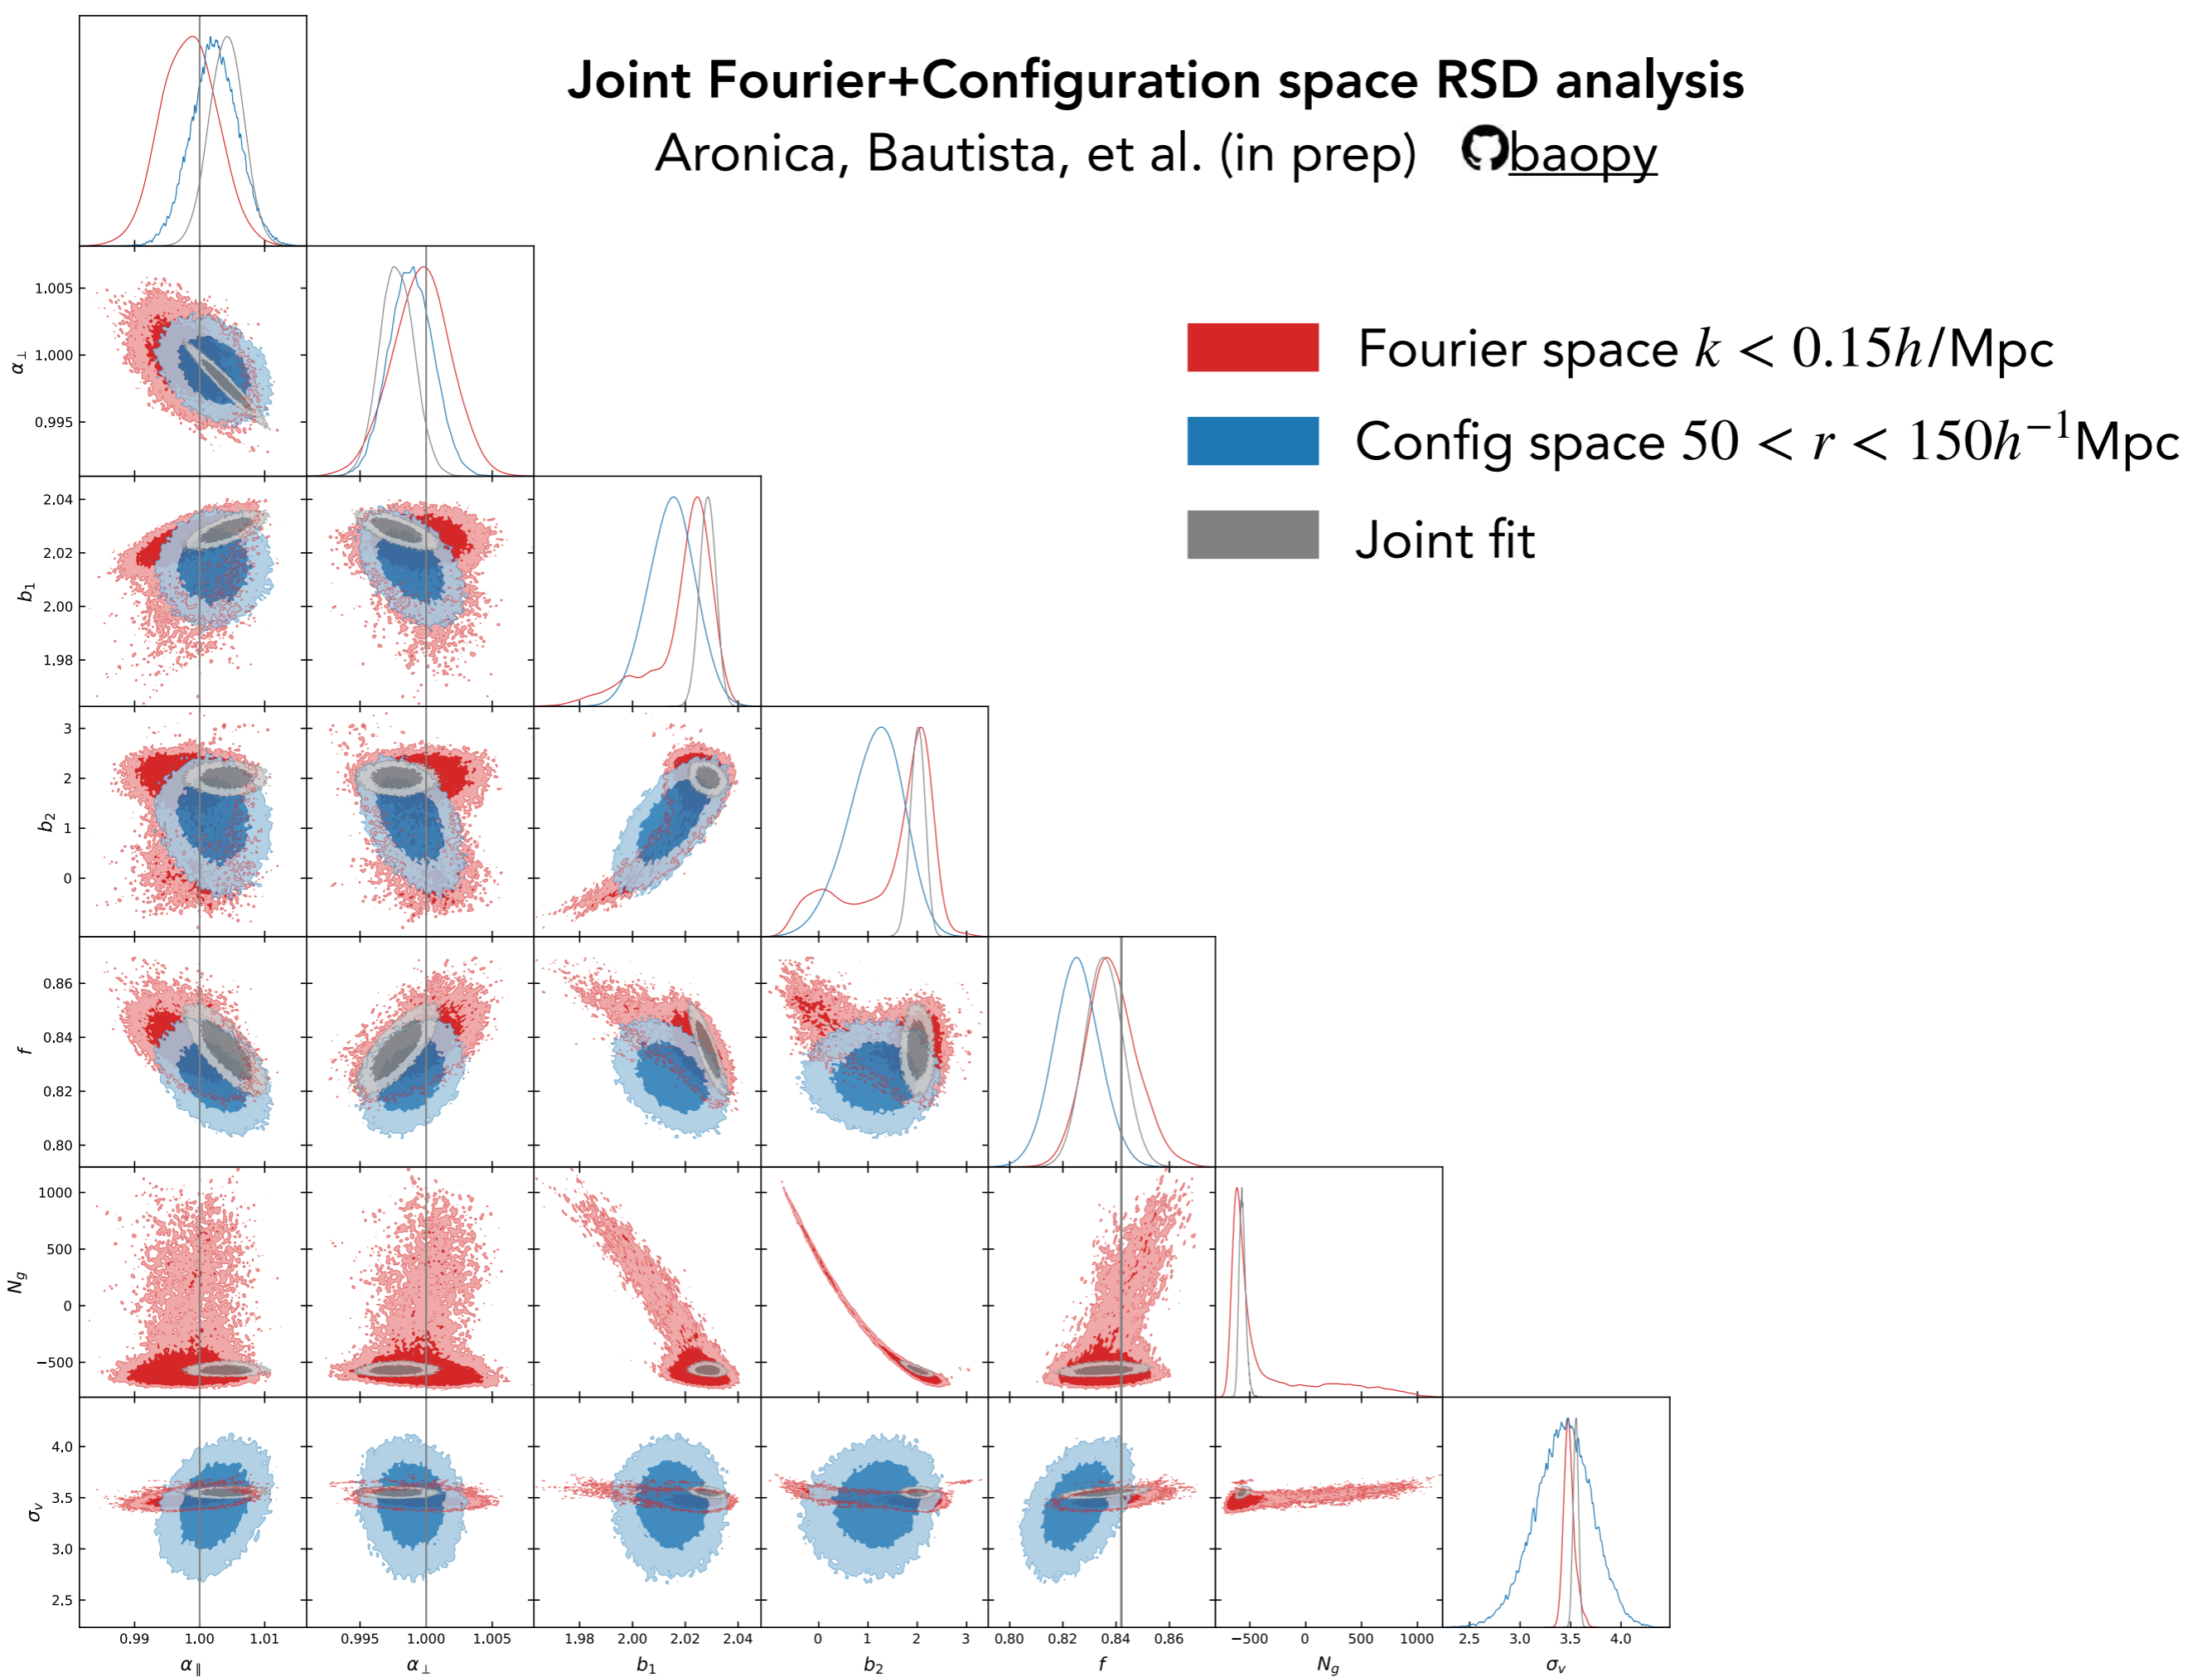 Joint Fourier+Configuration space RSD analysis
Aronica, Bautista, et al. (in prep) baopy
Fourier space k < 0.15h/Mpc
Config space 50 < r < 150h⁻¹Mpc
Joint fit
1.005
1.000
0.995
α⊥
2.04
2.02
2.00
1.98
b₁
3
2
1
0
b₂
0.86
0.84
0.82
0.80
f
1000
500
0
−500
N_g
4.0
3.5
3.0
2.5
σ_v
0.99 1.00 1.01 0.995 1.000 1.005 1.98 2.00 2.02 2.04 0 1 2 3 0.80 0.82 0.84 0.86 −500 0 500 1000 2.5 3.0 3.5 4.0
α∥ α⊥ b₁ b₂ f N_g σ_v